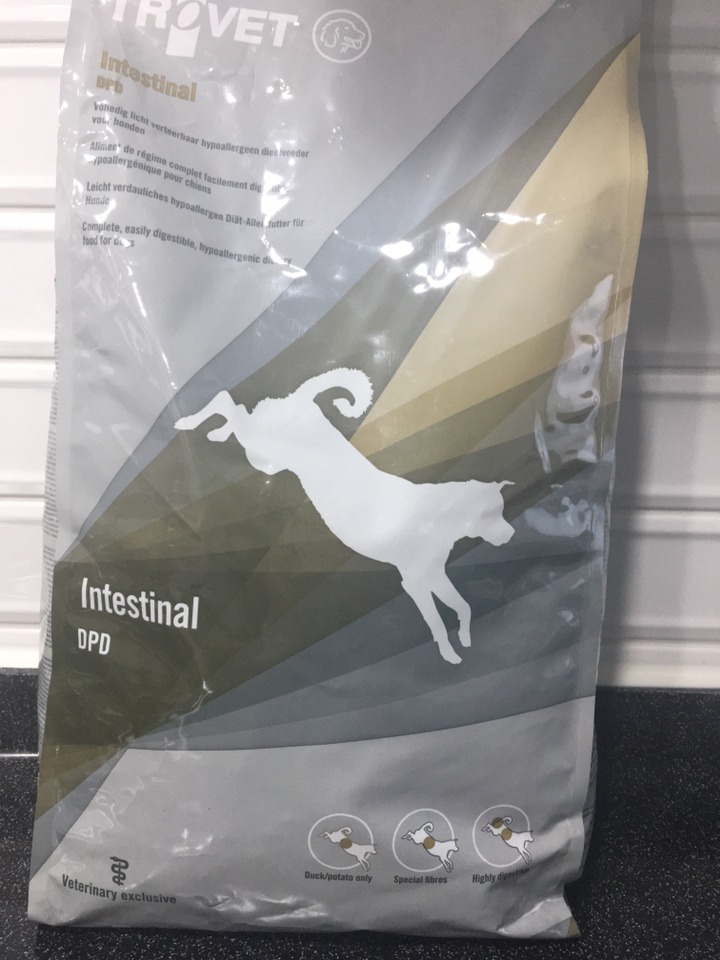 TROVET
Intestinal
DPD
Volledig licht verteerbaar hypoallergeen dieetvoeder
voor honden
Aliment de régime complet facilement
hypoallergénique pour chiens
Leicht verdauliches hypoallergen Diät-Alleinfutter für
Hunde
Complete, easily digestible, hypoallergenic dietary
food for dogs
Intestinal
DPD
Duck/potato only
Special fibres
Highly digestible
Veterinary exclusive